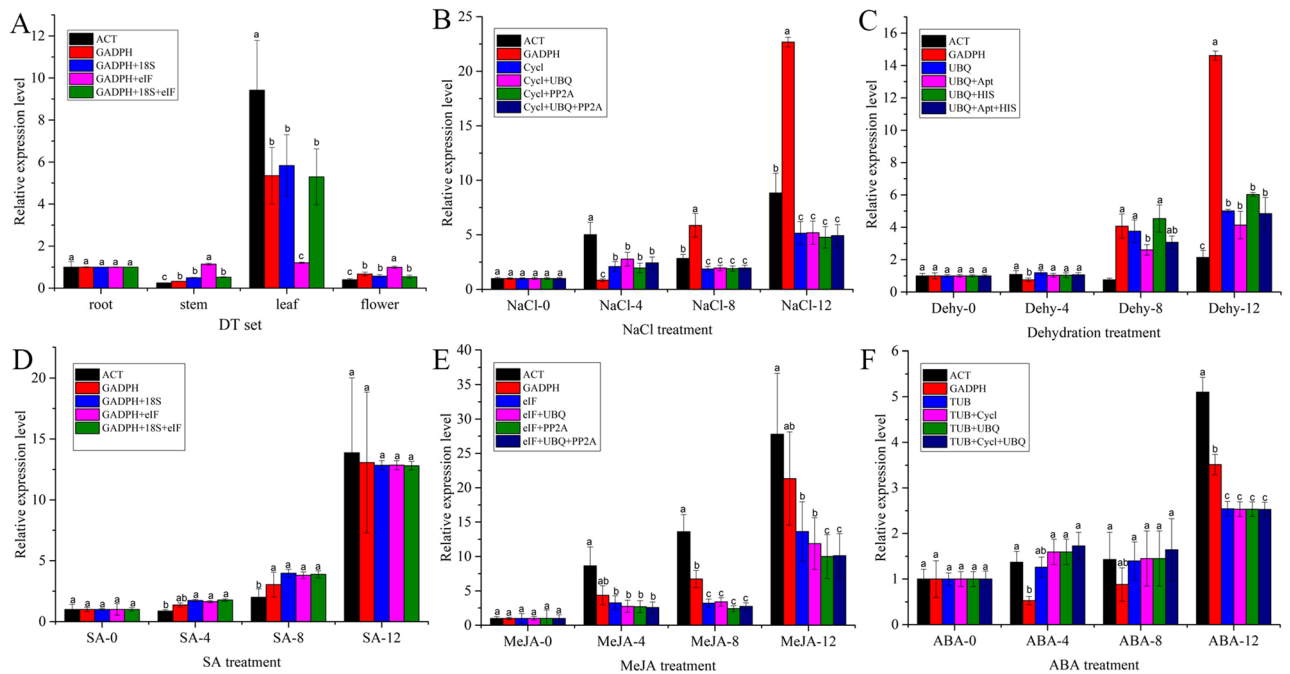 A
ACT
GADPH
GADPH+18S
GADPH+eIF
GADPH+18S+eIF
Relative expression level
12
10
8
6
4
2
0
a a a a a
c b b a b
a b b c b
c b b a b
root stem leaf flower
DT set
B
ACT
GADPH
Cycl
Cycl+UBQ
Cycl+PP2A
Cycl+UBQ+PP2A
Relative expression level
25
20
15
10
5
0
a a a a a a
a c b b b b
b a c c c c
b a c c c c
NaCl-0 NaCl-4 NaCl-8 NaCl-12
NaCl treatment
C
ACT
GADPH
UBQ
UBQ+Apt
UBQ+HIS
UBQ+Apt+HIS
Relative expression level
16
14
12
10
8
6
4
2
0
a a a a a a
a b a a a a
c a a b a ab
c a b b b b
Dehy-0 Dehy-4 Dehy-8 Dehy-12
Dehydration treatment
D
ACT
GADPH
GADPH+18S
GADPH+eIF
GADPH+18S+eIF
Relative expression level
20
15
10
5
0
a a a a a
b ab a a a
b a a a a
a a a a a
SA-0 SA-4 SA-8 SA-12
SA treatment
E
ACT
GADPH
eIF
eIF+UBQ
eIF+PP2A
eIF+UBQ+PP2A
Relative expression level
40
35
30
25
20
15
10
5
0
a a a a a a
a ab b b b b
a b c c c c
a ab b b c c
MeJA-0 MeJA-4 MeJA-8 MeJA-12
MeJA treatment
F
ACT
GADPH
TUB
TUB+Cycl
TUB+UBQ
TUB+Cycl+UBQ
Relative expression level
6
5
4
3
2
1
0
a a a a a a
a b ab a a a
a ab a a a a
a b c c c c
ABA-0 ABA-4 ABA-8 ABA-12
ABA treatment